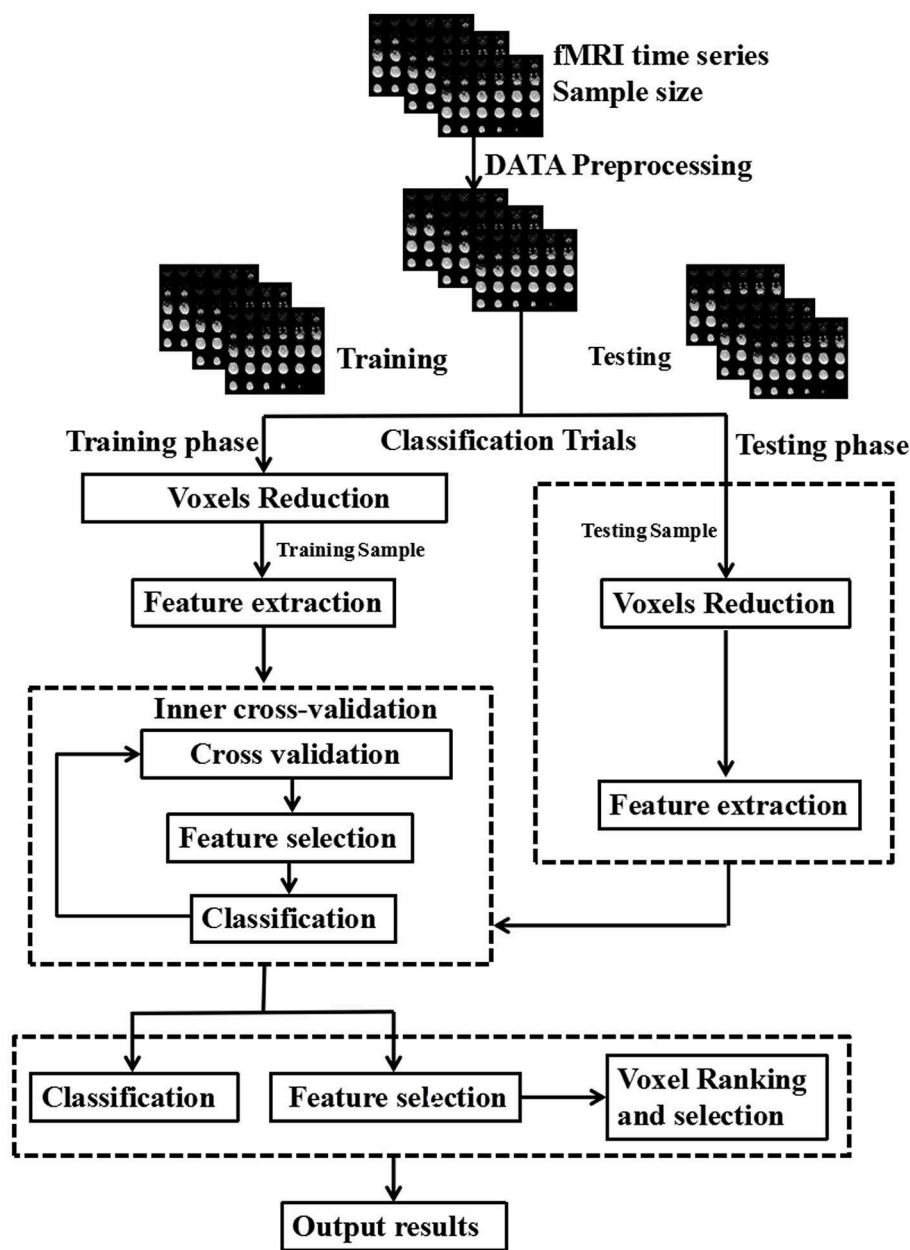 fMRI time series
Sample size
DATA Preprocessing
Training
Testing
Training phase
Classification Trials
Testing phase
Voxels Reduction
Training Sample
Testing Sample
Feature extraction
Voxels Reduction
Inner cross-validation
Cross validation
Feature selection
Classification
Feature extraction
Classification
Feature selection
Voxel Ranking
and selection
Output results